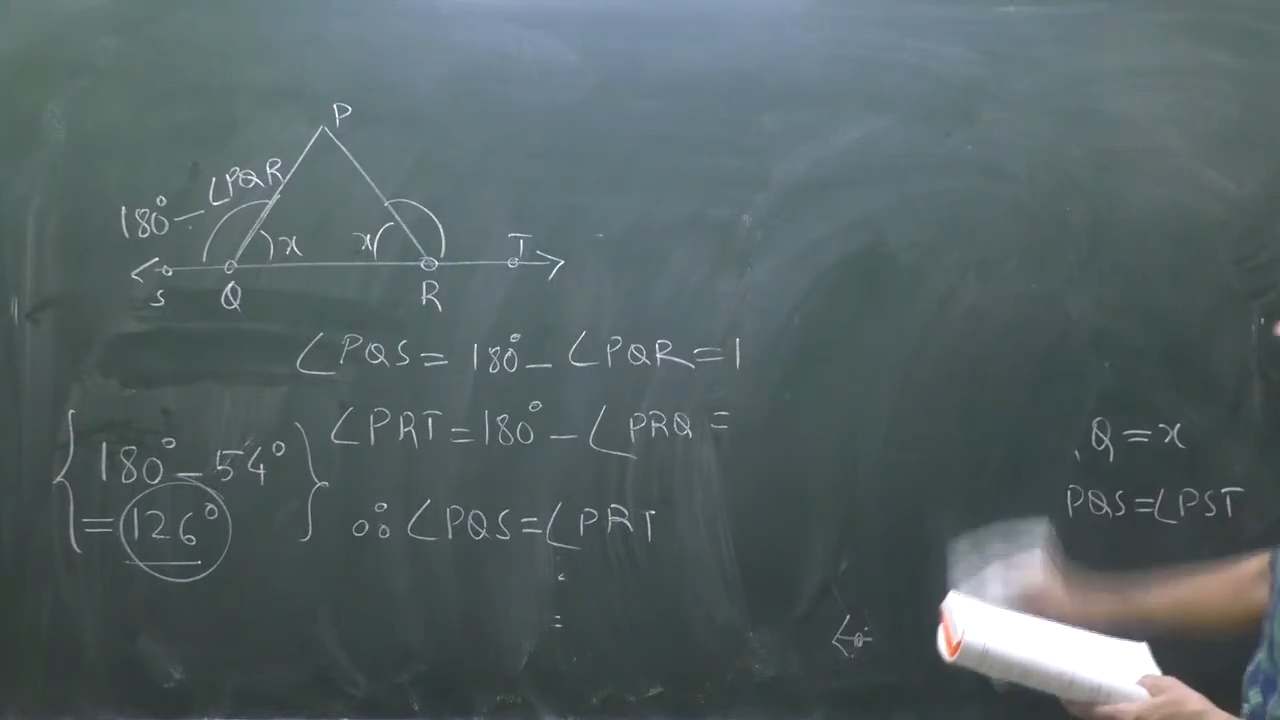 P
180° - ∠PQR
x x
S Q R T
∠PQS = 180° - ∠PQR = 1
∠PRT = 180° - ∠PRQ =
180° - 54°
= 126°
∴ ∠PQS = ∠PRT
Q = x
PQS = ∠PST